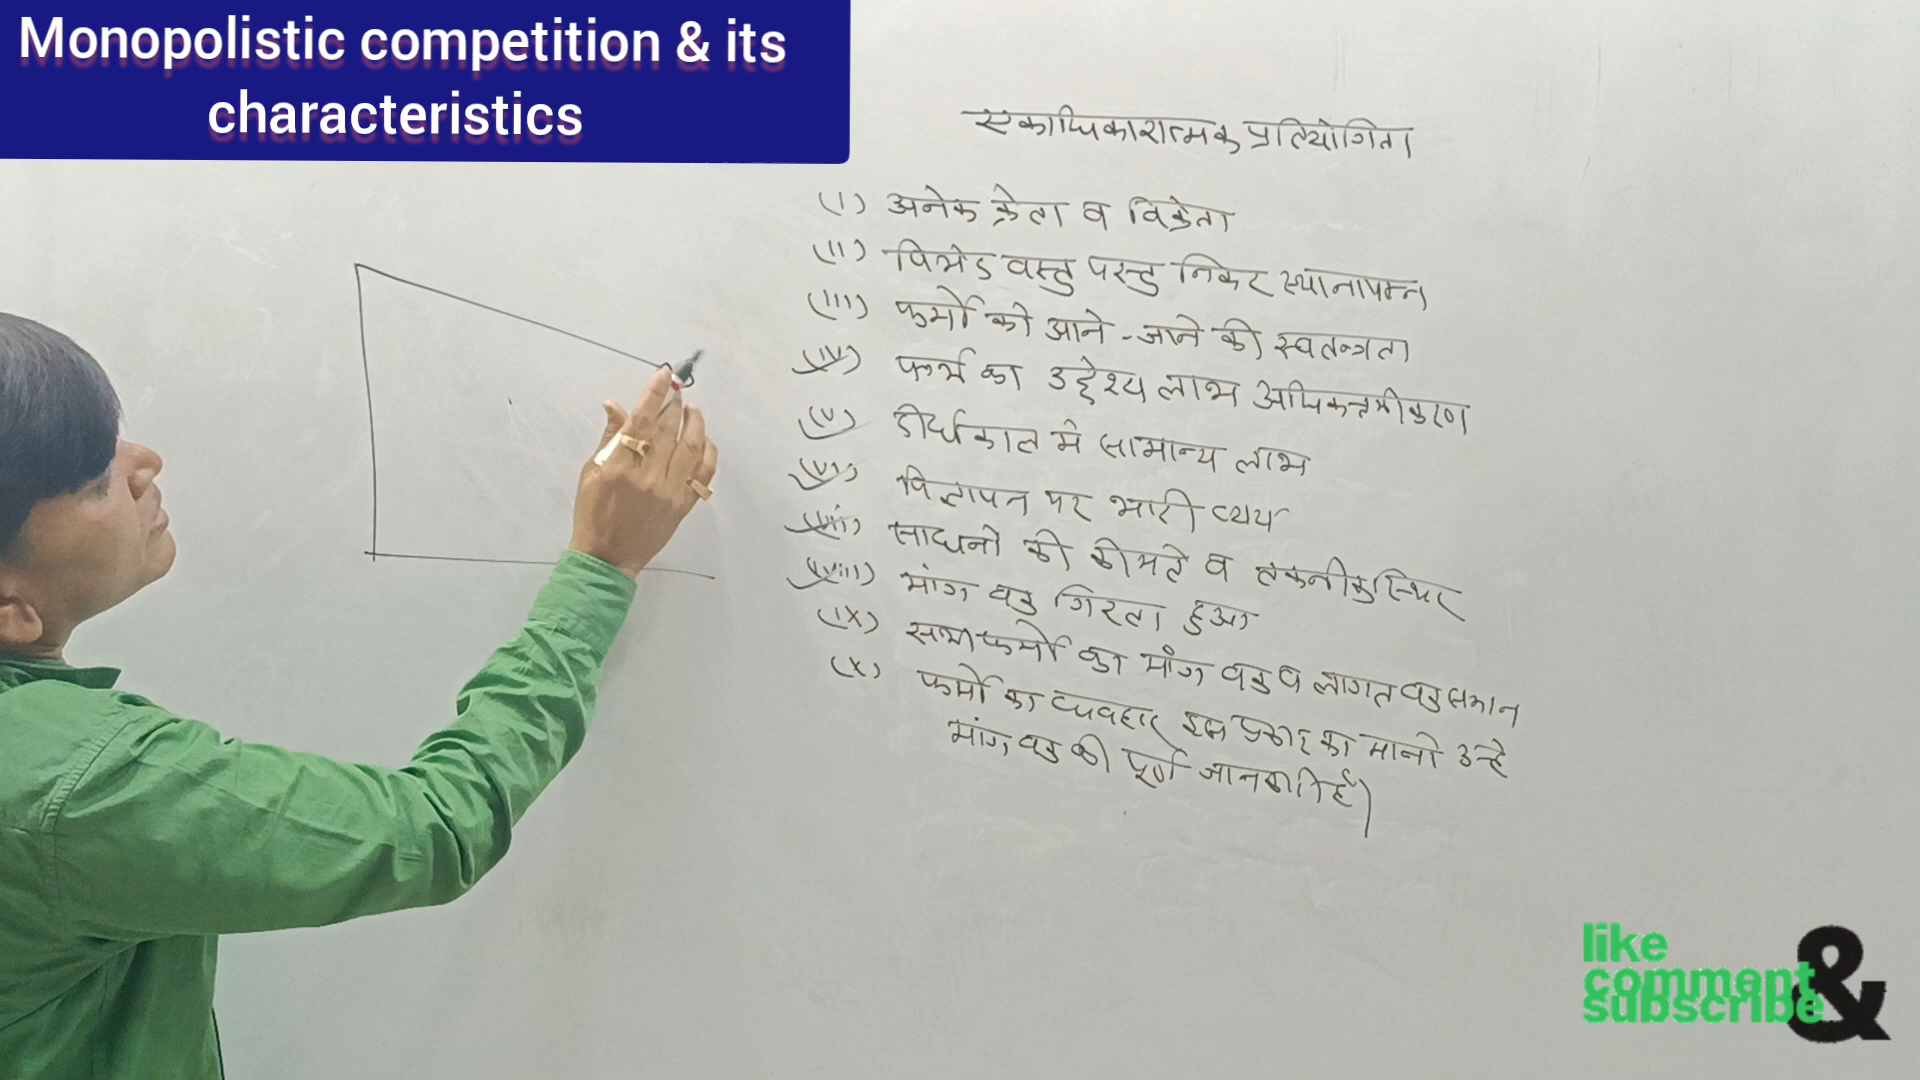 Monopolistic competition & its
characteristics
एकाधिकारात्मक प्रतियोगिता
(I) अनेक क्रेता व विक्रेता
(II) विभेद वस्तु परन्तु निकट स्थानापन्न
(III) फर्मो को आने - जाने की स्वतन्त्रता
(IV) फर्म का उद्देश्य लाभ अधिकत्तमीकरण
(V) दीर्घकाल मे सामान्य लाभ
(VI) विज्ञापन पर भारी व्यय
(VII) साधनो की कीमते व तकनीक स्थिर
(VIII) मांग वक्र गिरता हुआ
(IX) सभी फर्मो का माँग वक्र व लागत वक्र समान
(X) फर्मो का व्यवहार इस प्रकार का मानो उन्हे
मांग वक्र की पूर्ण जानकारी है।
like
comment &
subscribe